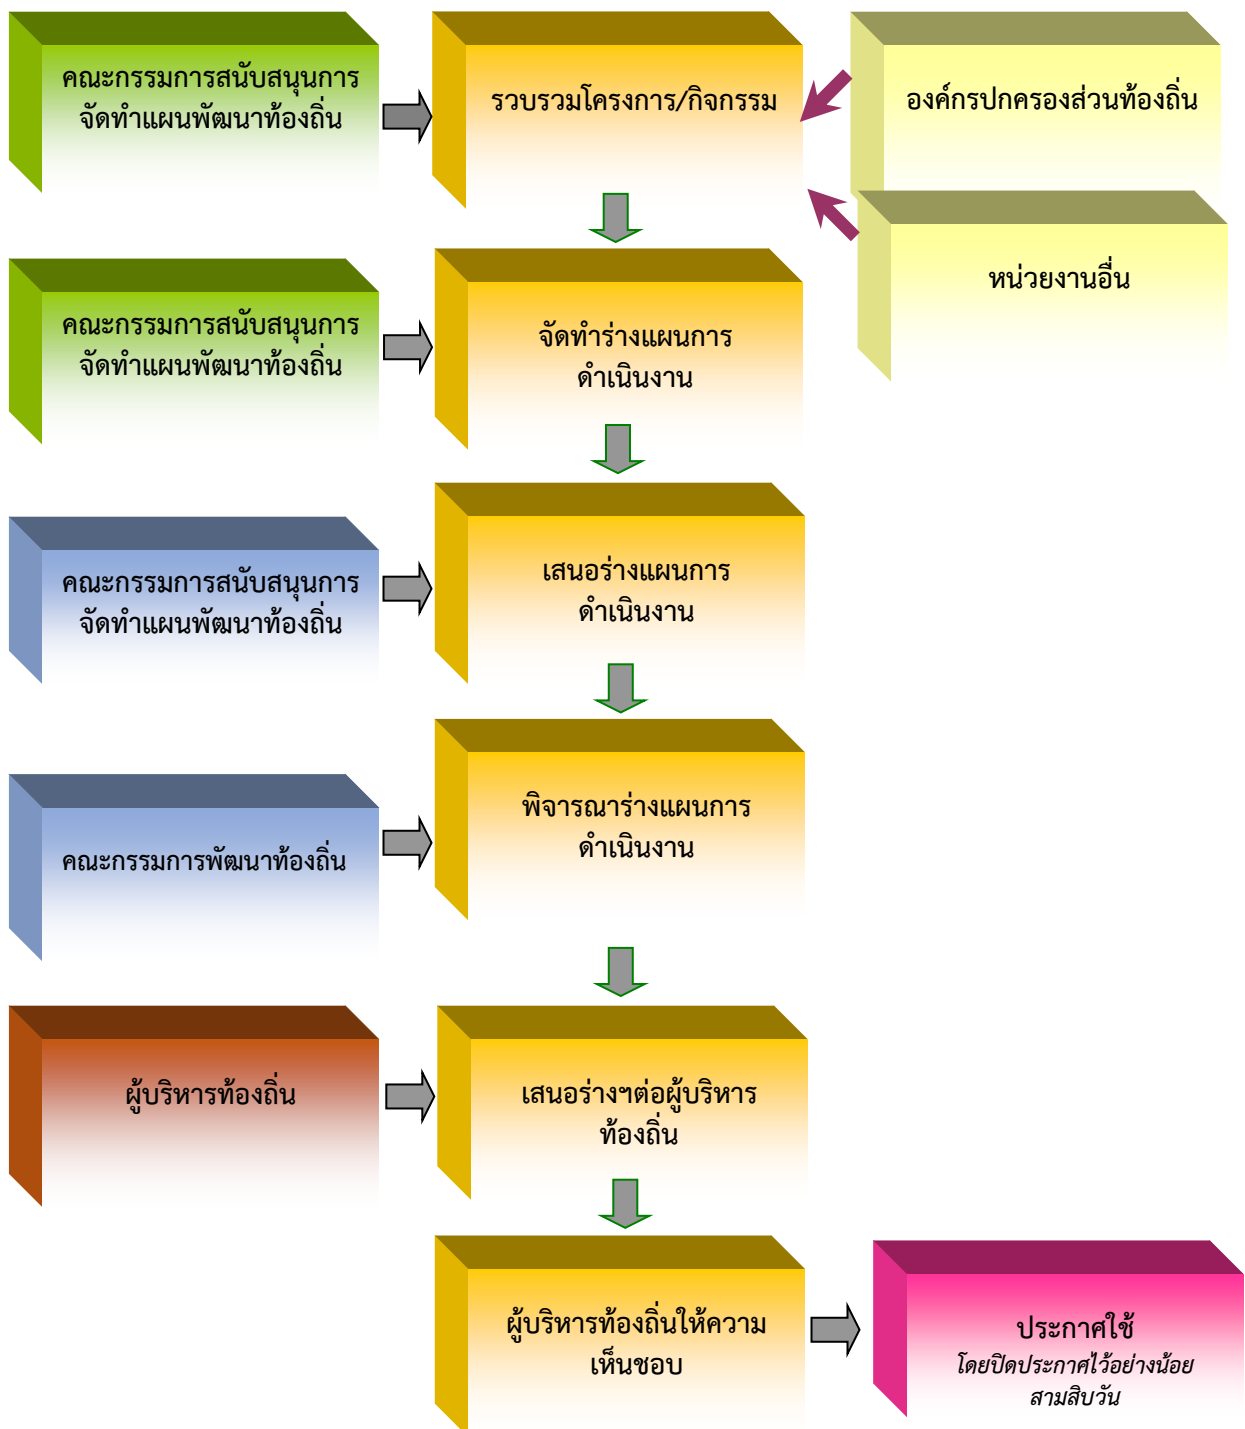 คณะกรรมการสนับสนุนการ
จัดทำแผนพัฒนาท้องถิ่น
รวบรวมโครงการ/กิจกรรม
องค์กรปกครองส่วนท้องถิ่น
หน่วยงานอื่น
คณะกรรมการสนับสนุนการ
จัดทำแผนพัฒนาท้องถิ่น
จัดทำร่างแผนการ
ดำเนินงาน
คณะกรรมการสนับสนุนการ
จัดทำแผนพัฒนาท้องถิ่น
เสนอร่างแผนการ
ดำเนินงาน
คณะกรรมการพัฒนาท้องถิ่น
พิจารณาร่างแผนการ
ดำเนินงาน
ผู้บริหารท้องถิ่น
เสนอร่างฯต่อผู้บริหาร
ท้องถิ่น
ผู้บริหารท้องถิ่นให้ความ
เห็นชอบ
ประกาศใช้
โดยปิดประกาศไว้อย่างน้อย
สามสิบวัน